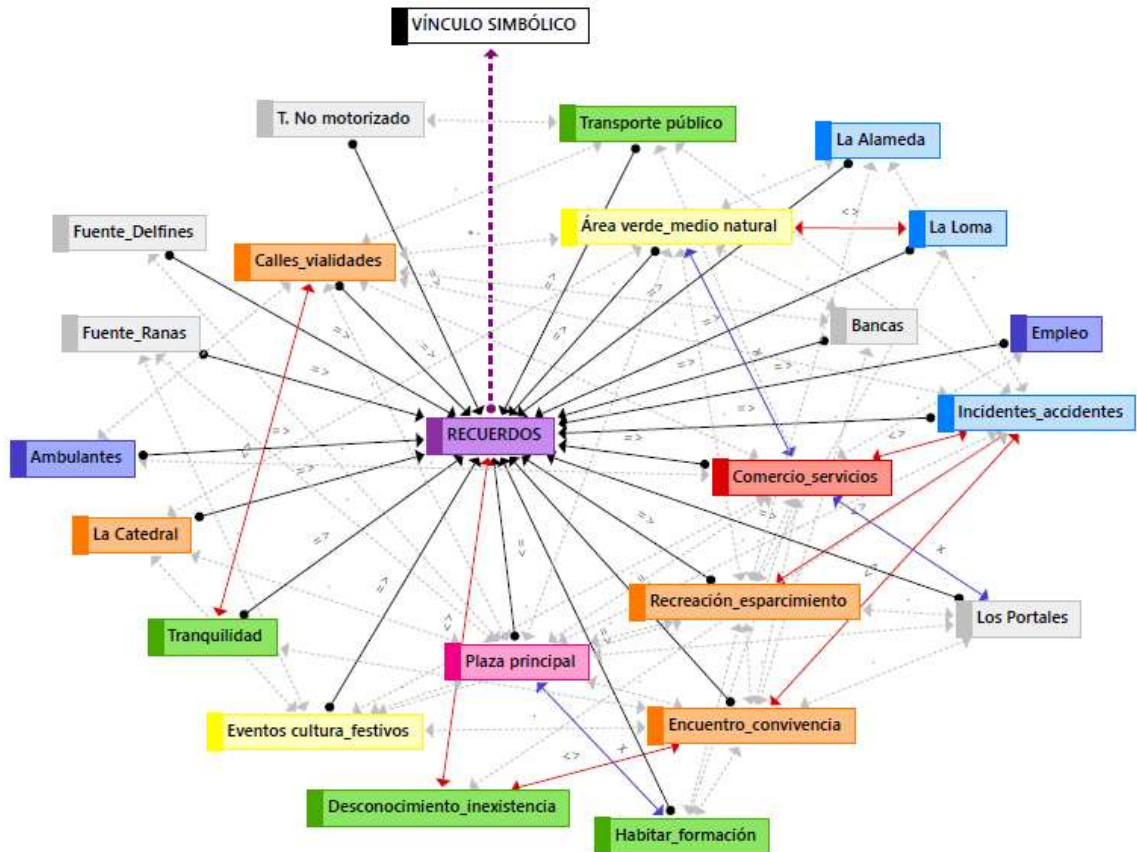 VÍNCULO SIMBÓLICO
T. No motorizado
Transporte público
La Alameda
Fuente_Delfines
Área verde_medio natural
<>
La Loma
Calles_vialidades
Fuente_Ranas
Bancas
Empleo
RECUERDOS
Incidentes_accidentes
Ambulantes
Comercio_servicios
La Catedral
Recreación_esparcimiento
Los Portales
Tranquilidad
Plaza principal
Eventos cultura_festivos
Encuentro_convivencia
Desconocimiento_inexistencia
Habitar_formación